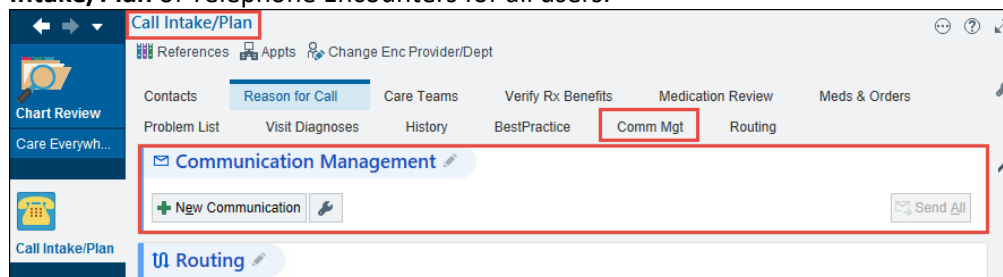 Intake/Plan of Telephone Encounters for all users.
Call Intake/Plan
References Appts Change Enc Provider/Dept
Chart Review
Care Everywh...
Call Intake/Plan
Contacts Reason for Call Care Teams Verify Rx Benefits Medication Review Meds & Orders
Problem List Visit Diagnoses History BestPractice Comm Mgt Routing
Communication Management
New Communication Send All
Routing